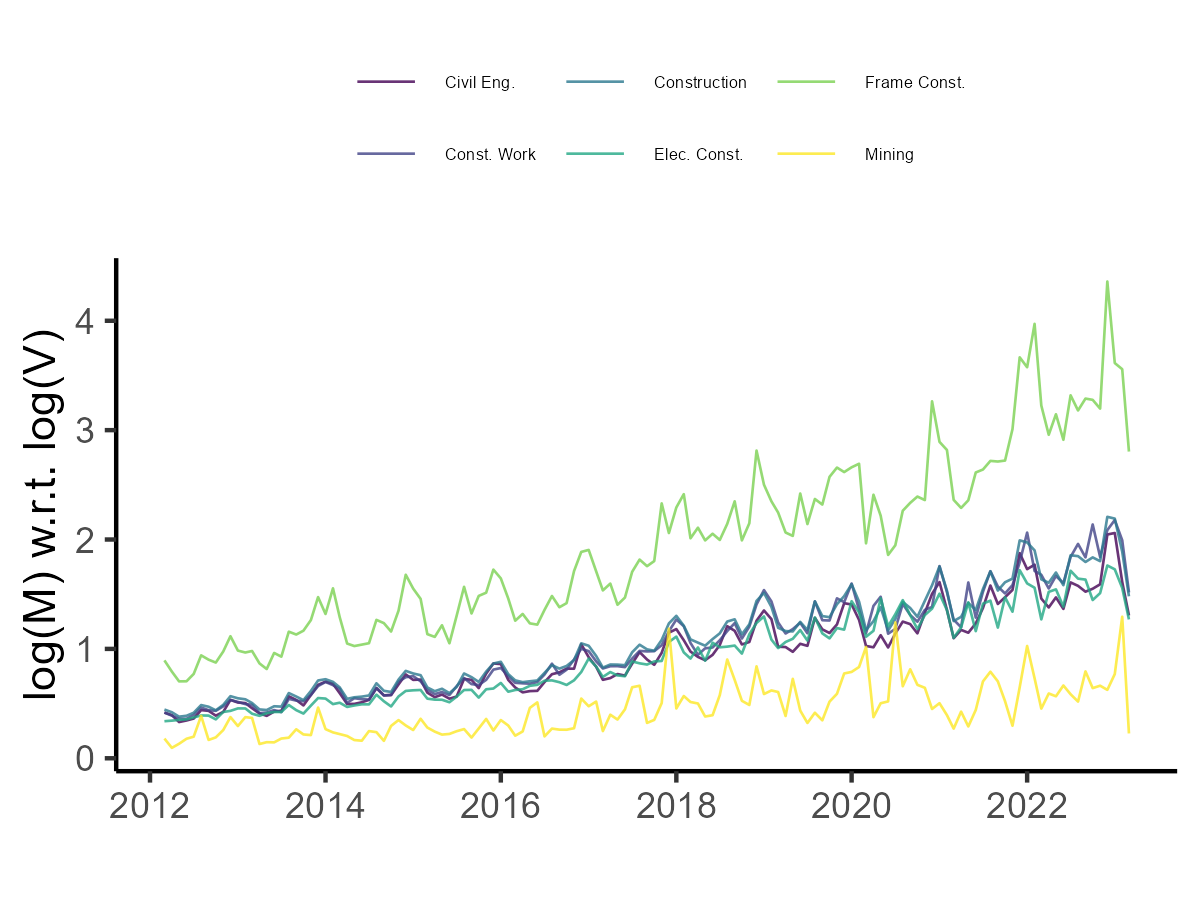 Civil Eng. Construction Frame Const.
Const. Work Elec. Const. Mining
log(M) w.r.t. log(V)
4
3
2
1
0
2012 2014 2016 2018 2020 2022